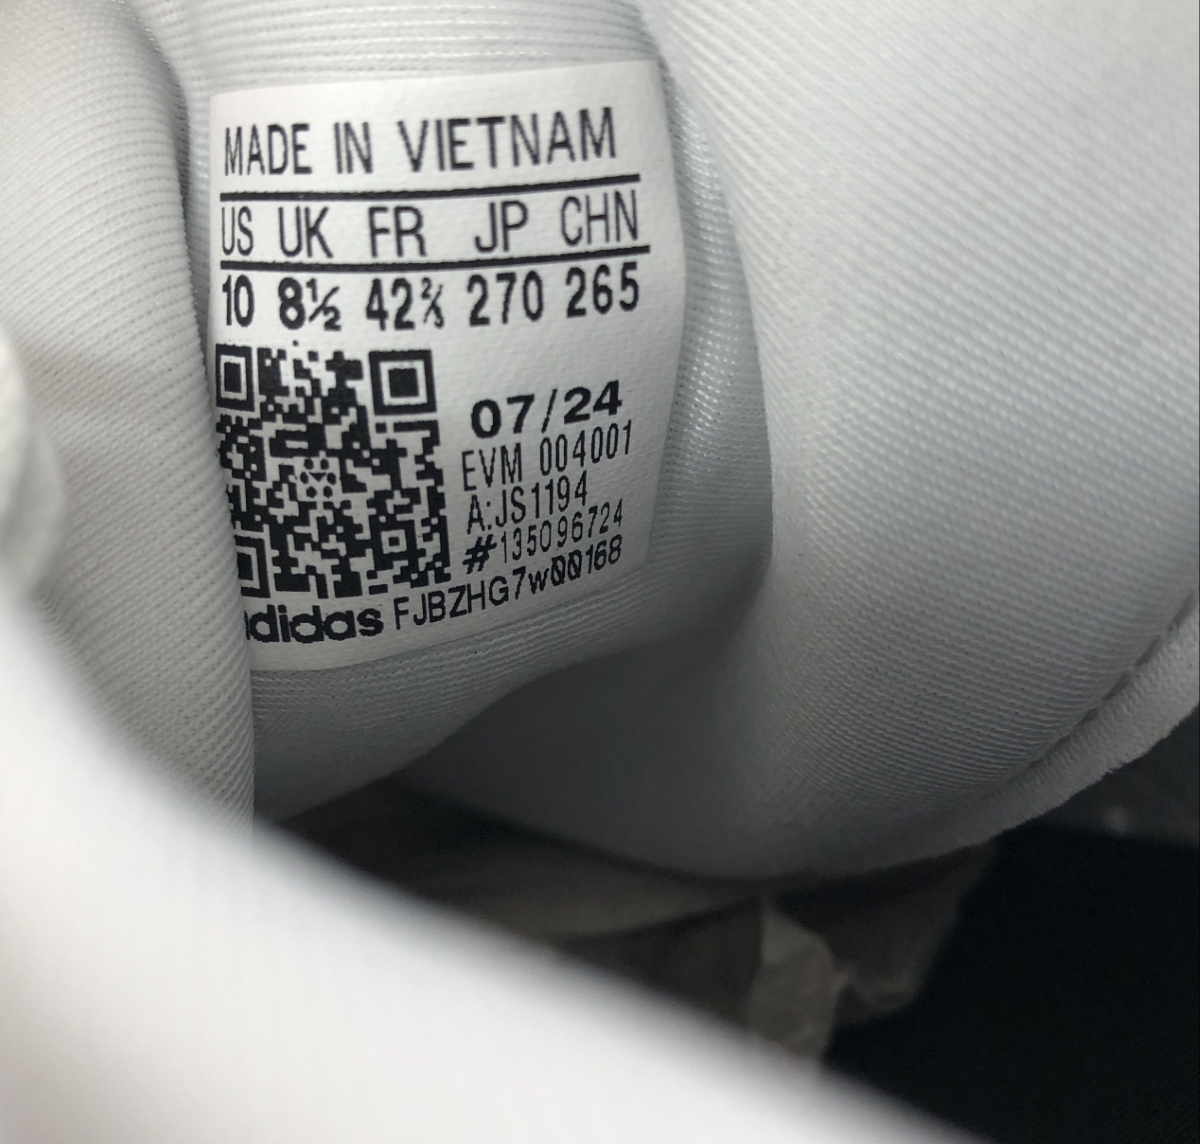 MADE IN VIETNAM
US UK FR JP CHN
10 8½ 42⅔ 270 265
07/24
EVM 004001
A:JS1194
#135096724
adidas FJBZHG7w00168